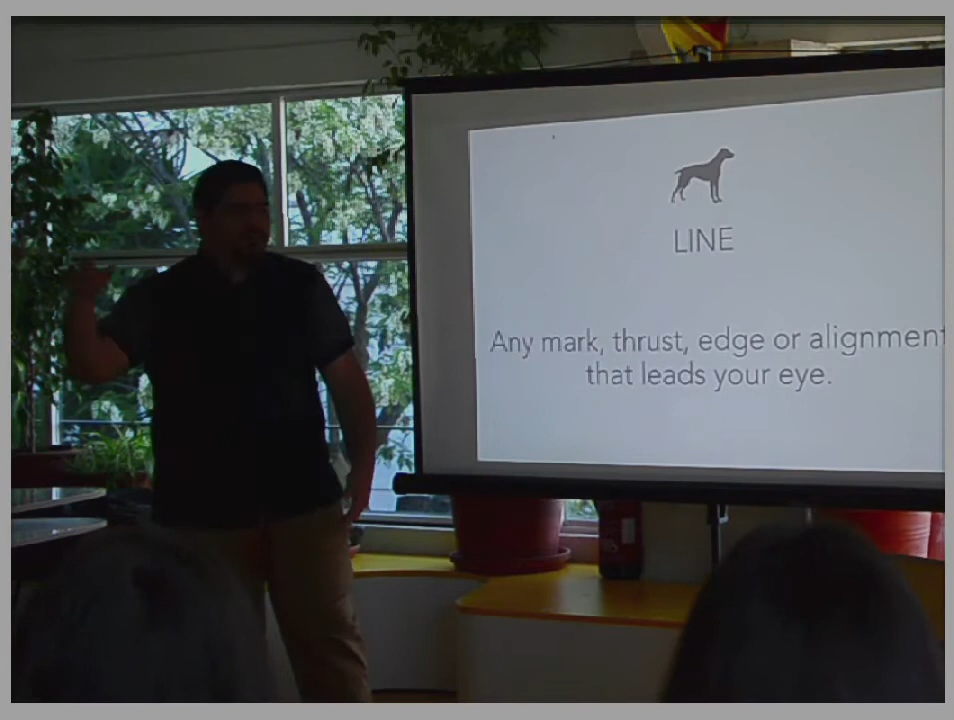 LINE
Any mark, thrust, edge or alignment
that leads your eye.